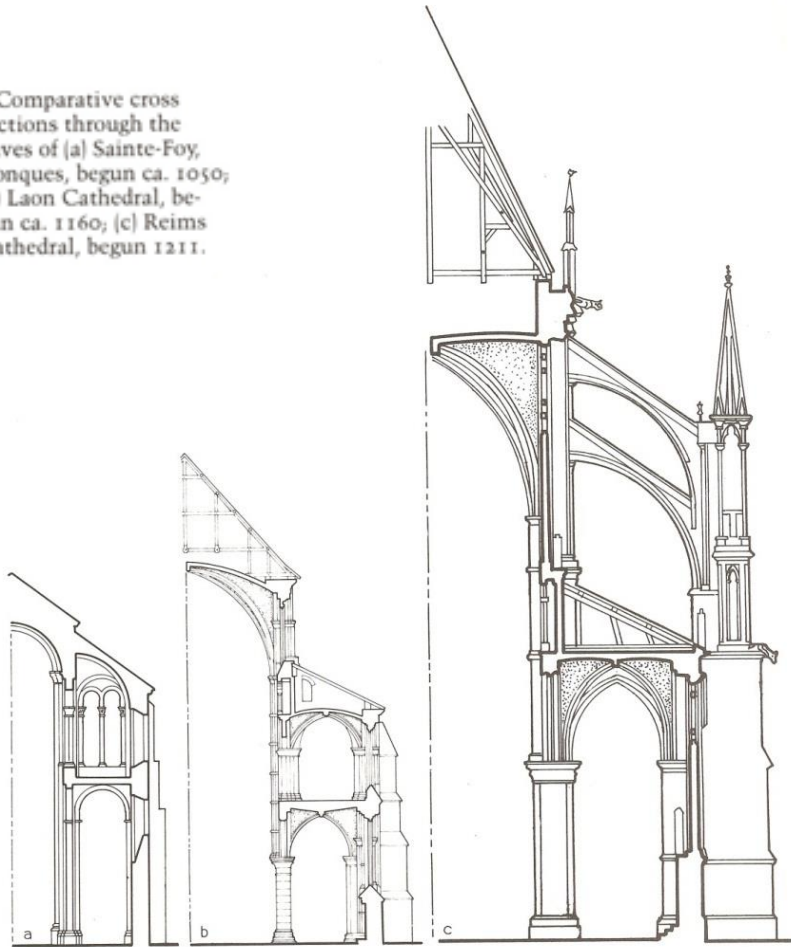 Comparative cross
ctions through the
ves of (a) Sainte-Foy,
onques, begun ca. 1050;
Laon Cathedral, be-
n ca. 1160; (c) Reims
athedral, begun 1211.
a
b
c